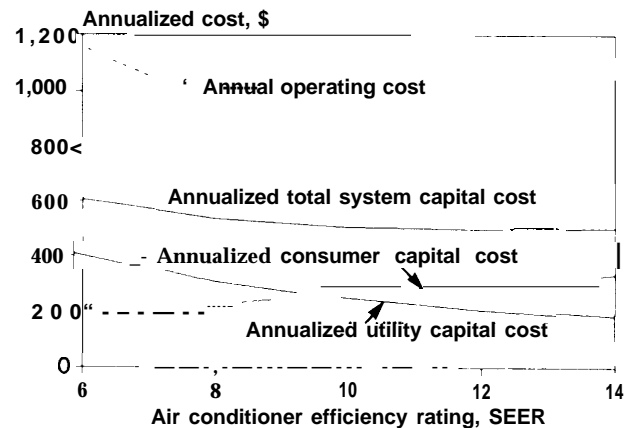 Annualized cost, $
1,200
1,000
Annual operating cost
800<
600
Annualized total system capital cost
400
Annualized consumer capital cost
200“
Annualized utility capital cost
0
6 8 10 12 14
Air conditioner efficiency rating, SEER